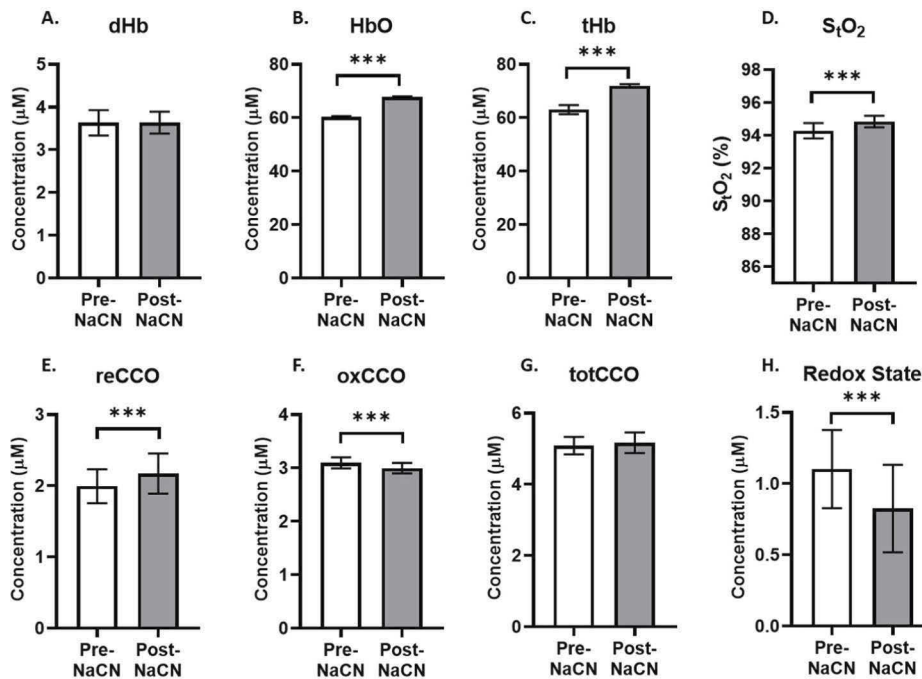 A.
dHb
Concentration (µM)
5
4
3
2
1
0
Pre-
NaCN
Post-
NaCN
B.
HbO
Concentration (µM)
80
60
40
20
0
***
Pre-
NaCN
Post-
NaCN
C.
tHb
Concentration (µM)
80
60
40
20
0
***
Pre-
NaCN
Post-
NaCN
D.
StO2
StO2 (%)
96
94
92
90
88
86
***
Pre-
NaCN
Post-
NaCN
E.
reCCO
Concentration (µM)
3
2
1
0
***
Pre-
NaCN
Post-
NaCN
F.
oxCCO
Concentration (µM)
4
3
2
1
0
***
Pre-
NaCN
Post-
NaCN
G.
totCCO
Concentration (µM)
6
4
2
0
Pre-
NaCN
Post-
NaCN
H.
Redox State
Concentration (µM)
1.5
1.0
0.5
0.0
***
Pre-
NaCN
Post-
NaCN